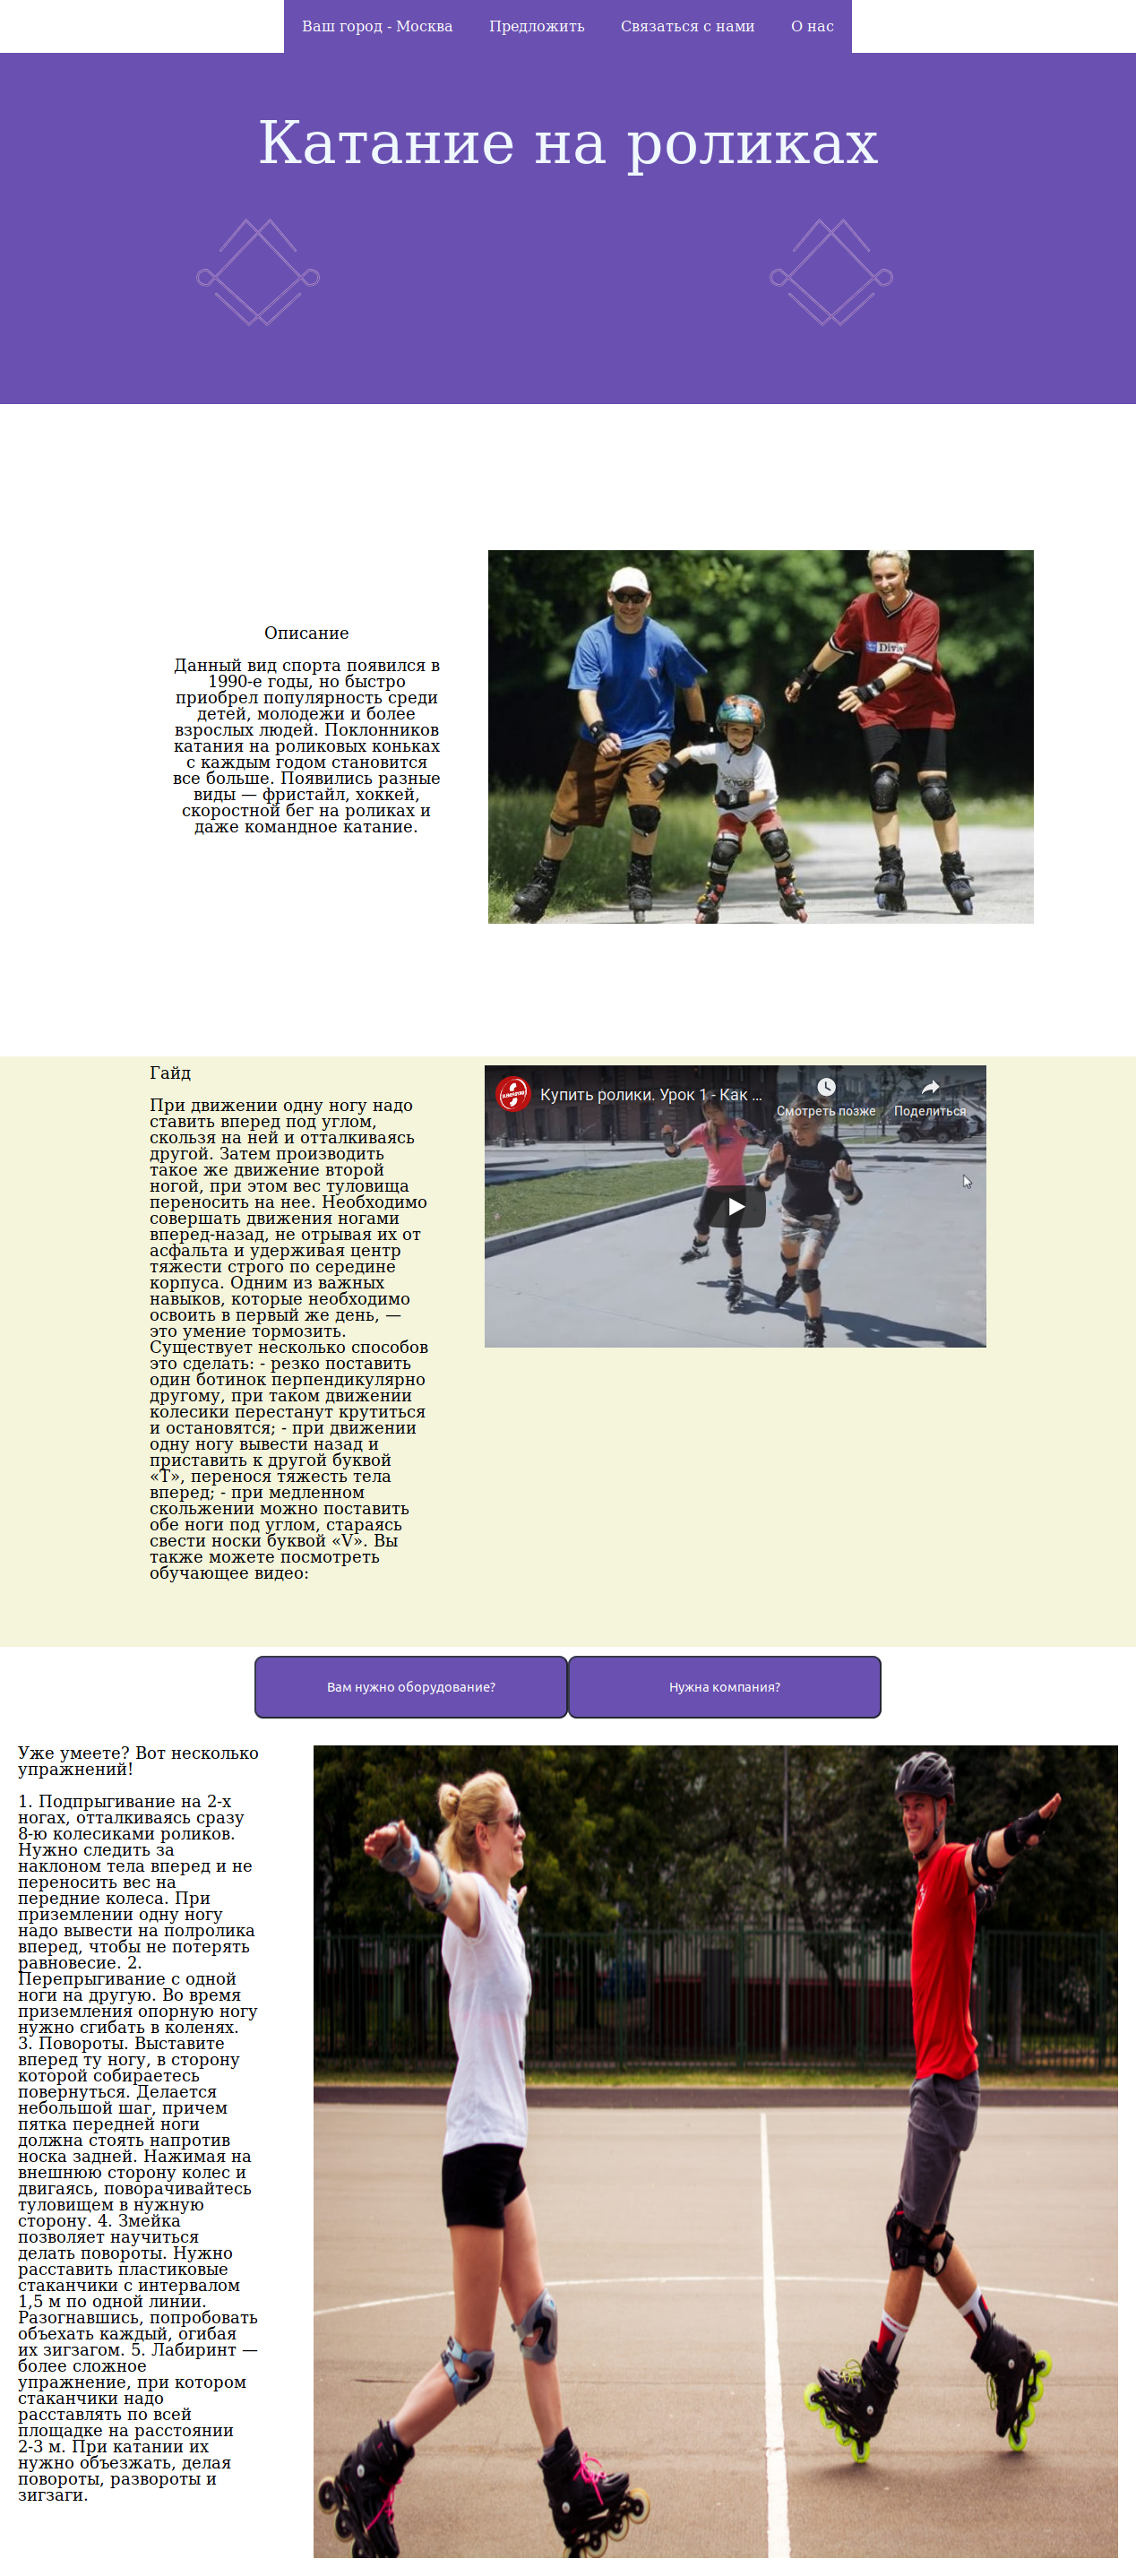 Ваш город - Москва
Предложить
Связаться с нами
О нас
Катание на роликах
Описание
Данный вид спорта появился в
1990-е годы, но быстро
приобрел популярность среди
детей, молодежи и более
взрослых людей. Поклонников
катания на роликовых коньках
с каждым годом становится
все больше. Появились разные
виды — фристайл, хоккей,
скоростной бег на роликах и
даже командное катание.
Гайд
При движении одну ногу надо
ставить вперед под углом,
скользя на ней и отталкиваясь
другой. Затем производить
такое же движение второй
ногой, при этом вес туловища
переносить на нее. Необходимо
совершать движения ногами
вперед-назад, не отрывая их от
асфальта и удерживая центр
тяжести строго по середине
корпуса. Одним из важных
навыков, которые необходимо
освоить в первый же день, —
это умение тормозить.
Существует несколько способов
это сделать: - резко поставить
один ботинок перпендикулярно
другому, при таком движении
колесики перестанут крутиться
и остановятся; - при движении
одну ногу вывести назад и
приставить к другой буквой
«Т», перенося тяжесть тела
вперед; - при медленном
скольжении можно поставить
обе ноги под углом, стараясь
свести носки буквой «V». Вы
также можете посмотреть
обучающее видео:
Купить ролики. Урок 1 - Как ...
Смотреть позже
Поделиться
Вам нужно оборудование?
Нужна компания?
Уже умеете? Вот несколько
упражнений!
1. Подпрыгивание на 2-х
ногах, отталкиваясь сразу
8-ю колесиками роликов.
Нужно следить за
наклоном тела вперед и не
переносить вес на
передние колеса. При
приземлении одну ногу
надо вывести на полролика
вперед, чтобы не потерять
равновесие. 2.
Перепрыгивание с одной
ноги на другую. Во время
приземления опорную ногу
нужно сгибать в коленях.
3. Повороты. Выставите
вперед ту ногу, в сторону
которой собираетесь
повернуться. Делается
небольшой шаг, причем
пятка передней ноги
должна стоять напротив
носка задней. Нажимая на
внешнюю сторону колес и
двигаясь, поворачивайтесь
туловищем в нужную
сторону. 4. Змейка
позволяет научиться
делать повороты. Нужно
расставить пластиковые
стаканчики с интервалом
1,5 м по одной линии.
Разогнавшись, попробовать
объехать каждый, огибая
их зигзагом. 5. Лабиринт —
более сложное
упражнение, при котором
стаканчики надо
расставлять по всей
площадке на расстоянии
2-3 м. При катании их
нужно объезжать, делая
повороты, развороты и
зигзаги.